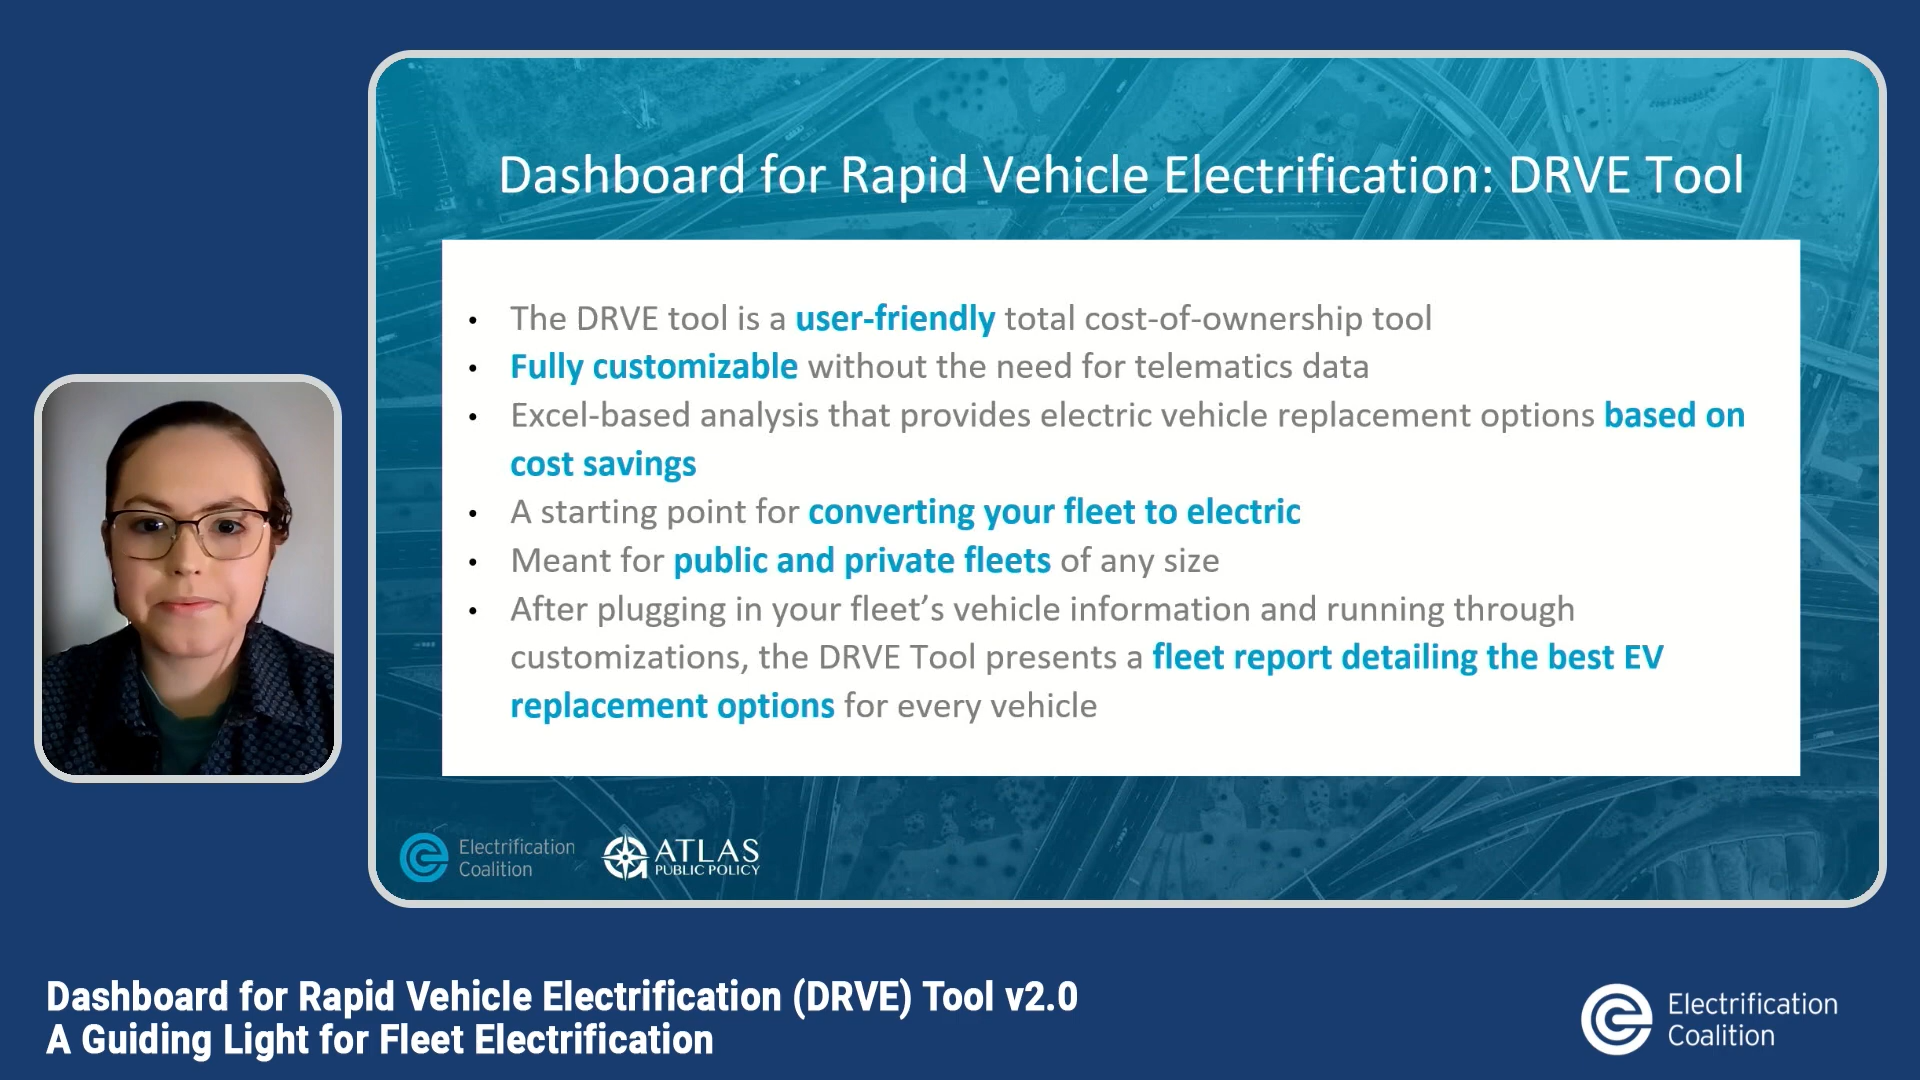 Dashboard for Rapid Vehicle Electrification: DRVE Tool
• The DRVE tool is a user-friendly total cost-of-ownership tool
• Fully customizable without the need for telematics data
• Excel-based analysis that provides electric vehicle replacement options based on
cost savings
• A starting point for converting your fleet to electric
• Meant for public and private fleets of any size
• After plugging in your fleet’s vehicle information and running through
customizations, the DRVE Tool presents a fleet report detailing the best EV
replacement options for every vehicle
Electrification
Coalition
ATLAS
PUBLIC POLICY
Dashboard for Rapid Vehicle Electrification (DRVE) Tool v2.0
A Guiding Light for Fleet Electrification
Electrification
Coalition